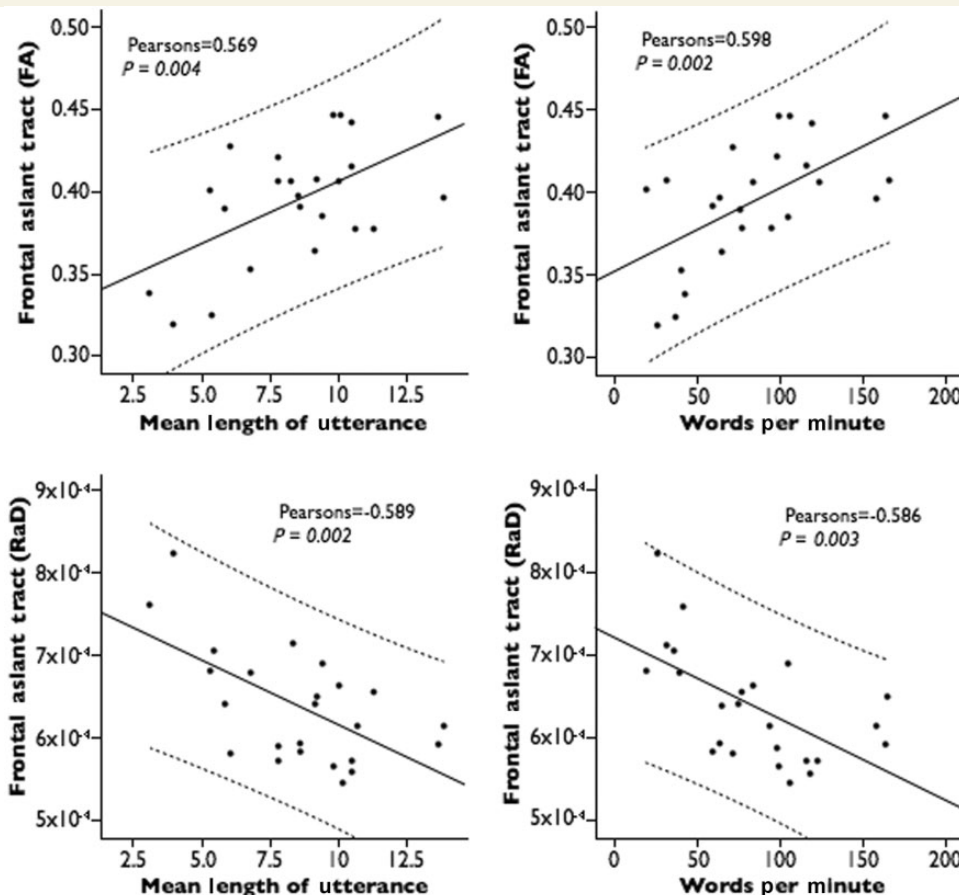 Frontal aslant tract (FA)
0.50
0.45
0.40
0.35
0.30
Pearsons=0.569
P = 0.004
2.5 5.0 7.5 10 12.5
Mean length of utterance
Frontal aslant tract (FA)
0.50
0.45
0.40
0.35
0.30
Pearsons=0.598
P = 0.002
0 50 100 150 200
Words per minute
Frontal aslant tract (RaD)
9x10-4
8x10-4
7x10-4
6x10-4
5x10-4
Pearsons=-0.589
P = 0.002
2.5 5.0 7.5 10 12.5
Mean length of utterance
Frontal aslant tract (RaD)
9x10-4
8x10-4
7x10-4
6x10-4
5x10-4
Pearsons=-0.586
P = 0.003
0 50 100 150 200
Words per minute